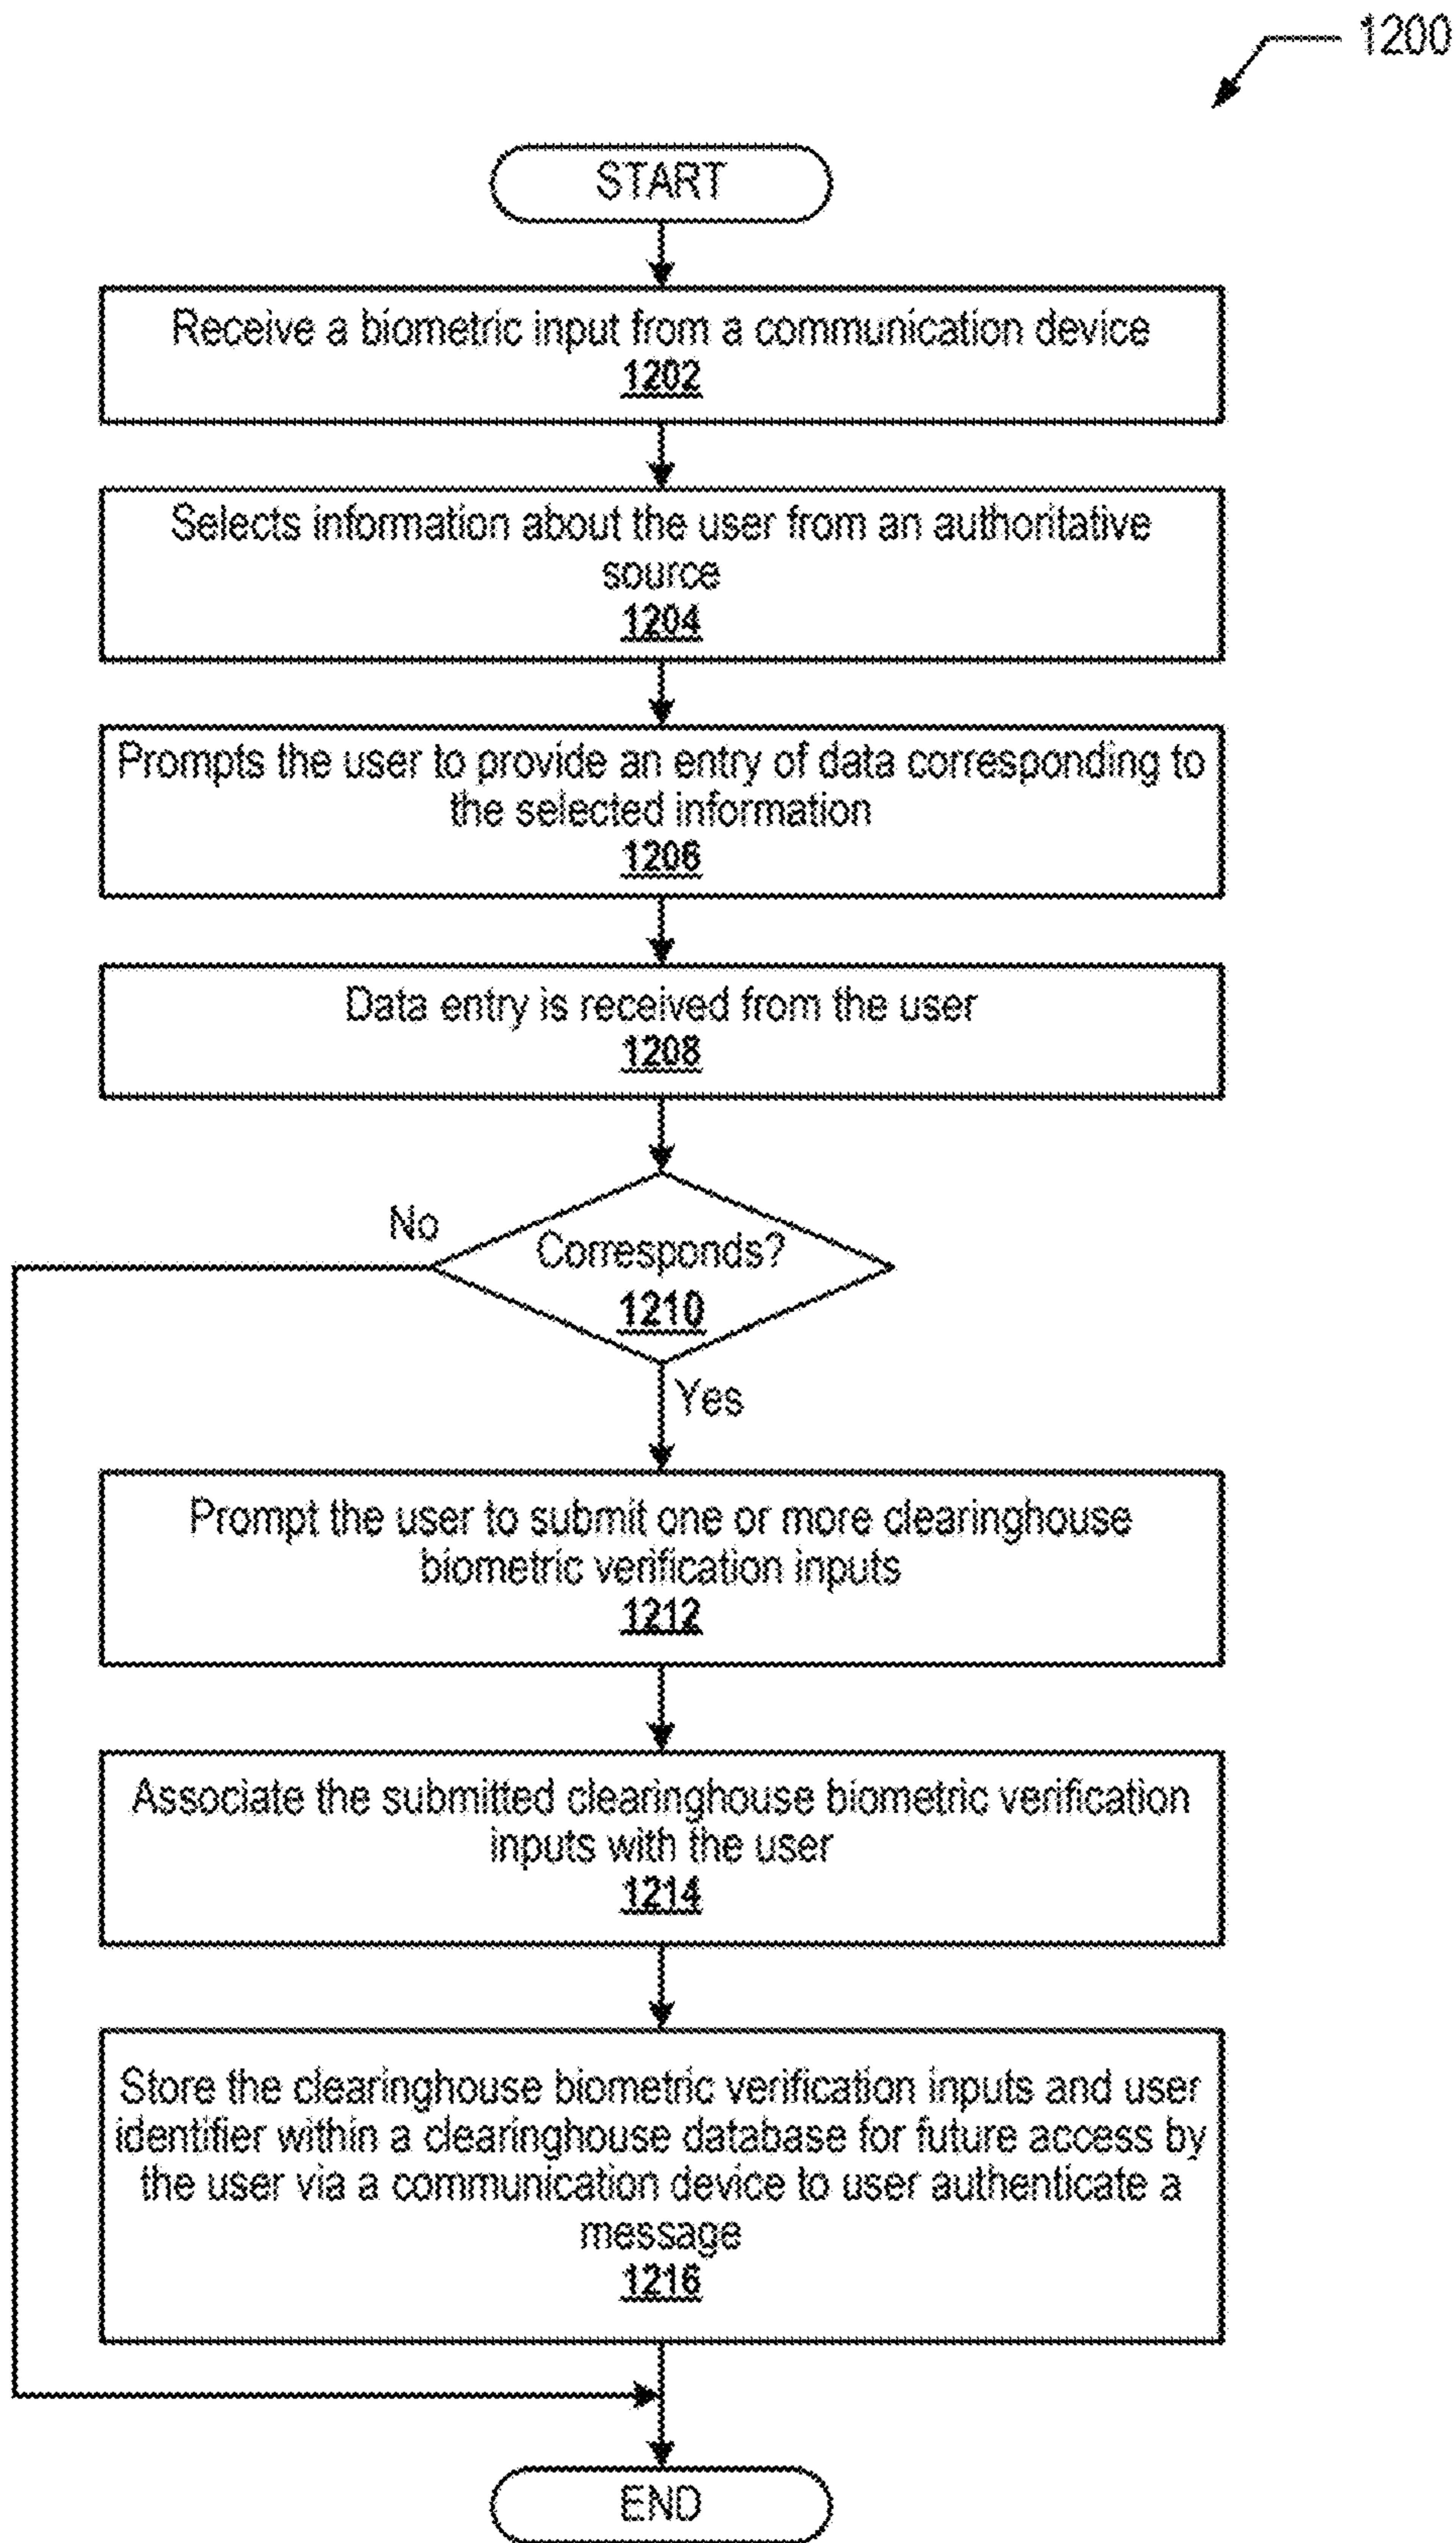 1200
START
Receive a biometric input from a communication device
1202
Selects information about the user from an authoritative
source
1204
Prompts the user to provide an entry of data corresponding to
the selected information
1206
Data entry is received from the user
1208
No
Corresponds?
1210
Yes
Prompt the user to submit one or more clearinghouse
biometric verification inputs
1212
Associate the submitted clearinghouse biometric verification
inputs with the user
1214
Store the clearinghouse biometric verification inputs and user
identifier within a clearinghouse database for future access by
the user via a communication device to user authenticate a
message
1216
END